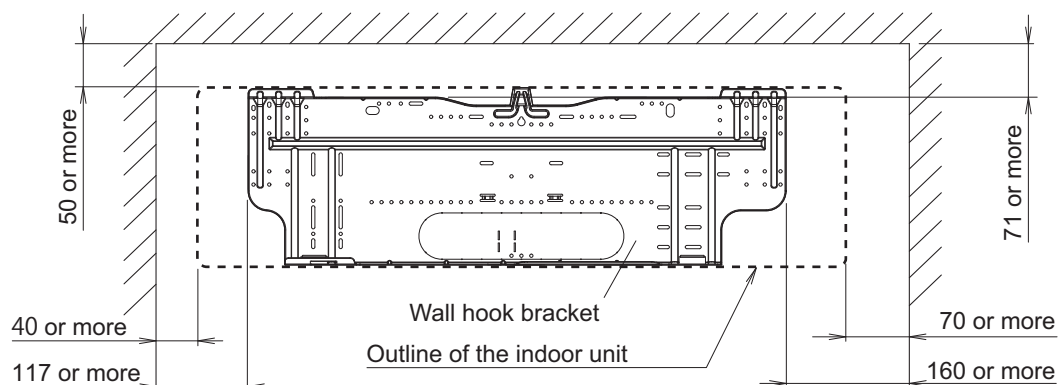 50 or more
71 or more
Wall hook bracket
40 or more
70 or more
Outline of the indoor unit
117 or more
160 or more